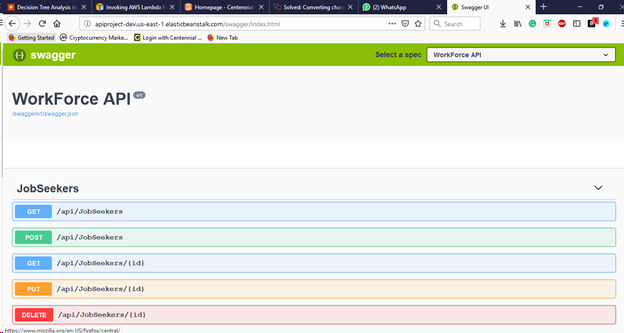 Decision Tree Analysis in
Invoking AWS Lambda F
Homepage - Centennial
Solved: Converting char
(2) WhatsApp
Swagger UI
apiproject-dev.us-east-1.elasticbeanstalk.com/swagger/index.html
Search
Getting Started
Cryptocurrency Marke...
Login with Centennial ...
New Tab
swagger
Select a spec
WorkForce API
WorkForce API v1
/swagger/v1/swagger.json
JobSeekers
GET /api/JobSeekers
POST /api/JobSeekers
GET /api/JobSeekers/{id}
PUT /api/JobSeekers/{id}
DELETE /api/JobSeekers/{id}
https://www.mozilla.org/en-US/firefox/central/